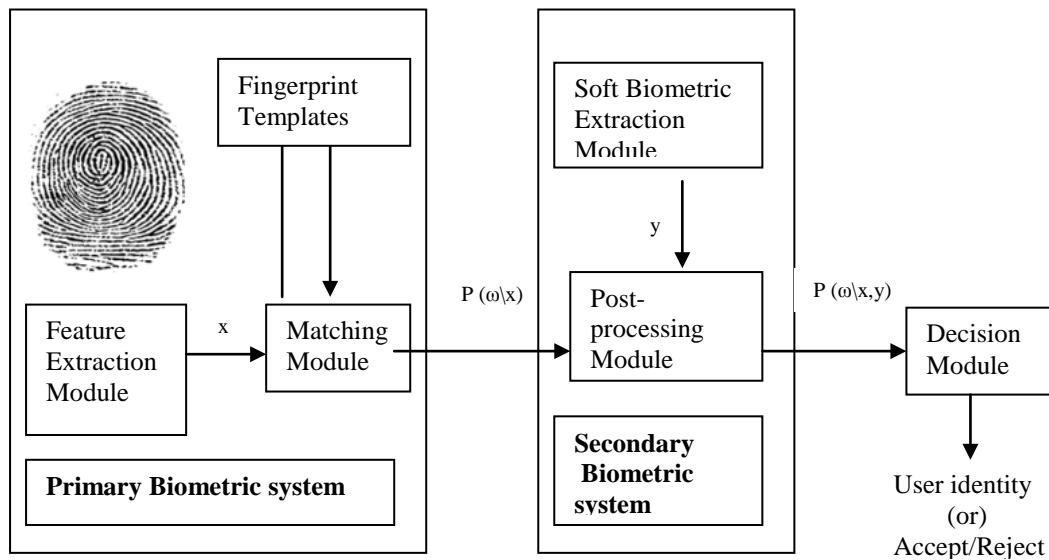 Fingerprint
Templates
Feature
Extraction
Module
x
Matching
Module
Primary Biometric system
P (ω\x)
Soft Biometric
Extraction
Module
y
Post-
processing
Module
Secondary
Biometric
system
P (ω\x,y)
Decision
Module
User identity
(or)
Accept/Reject